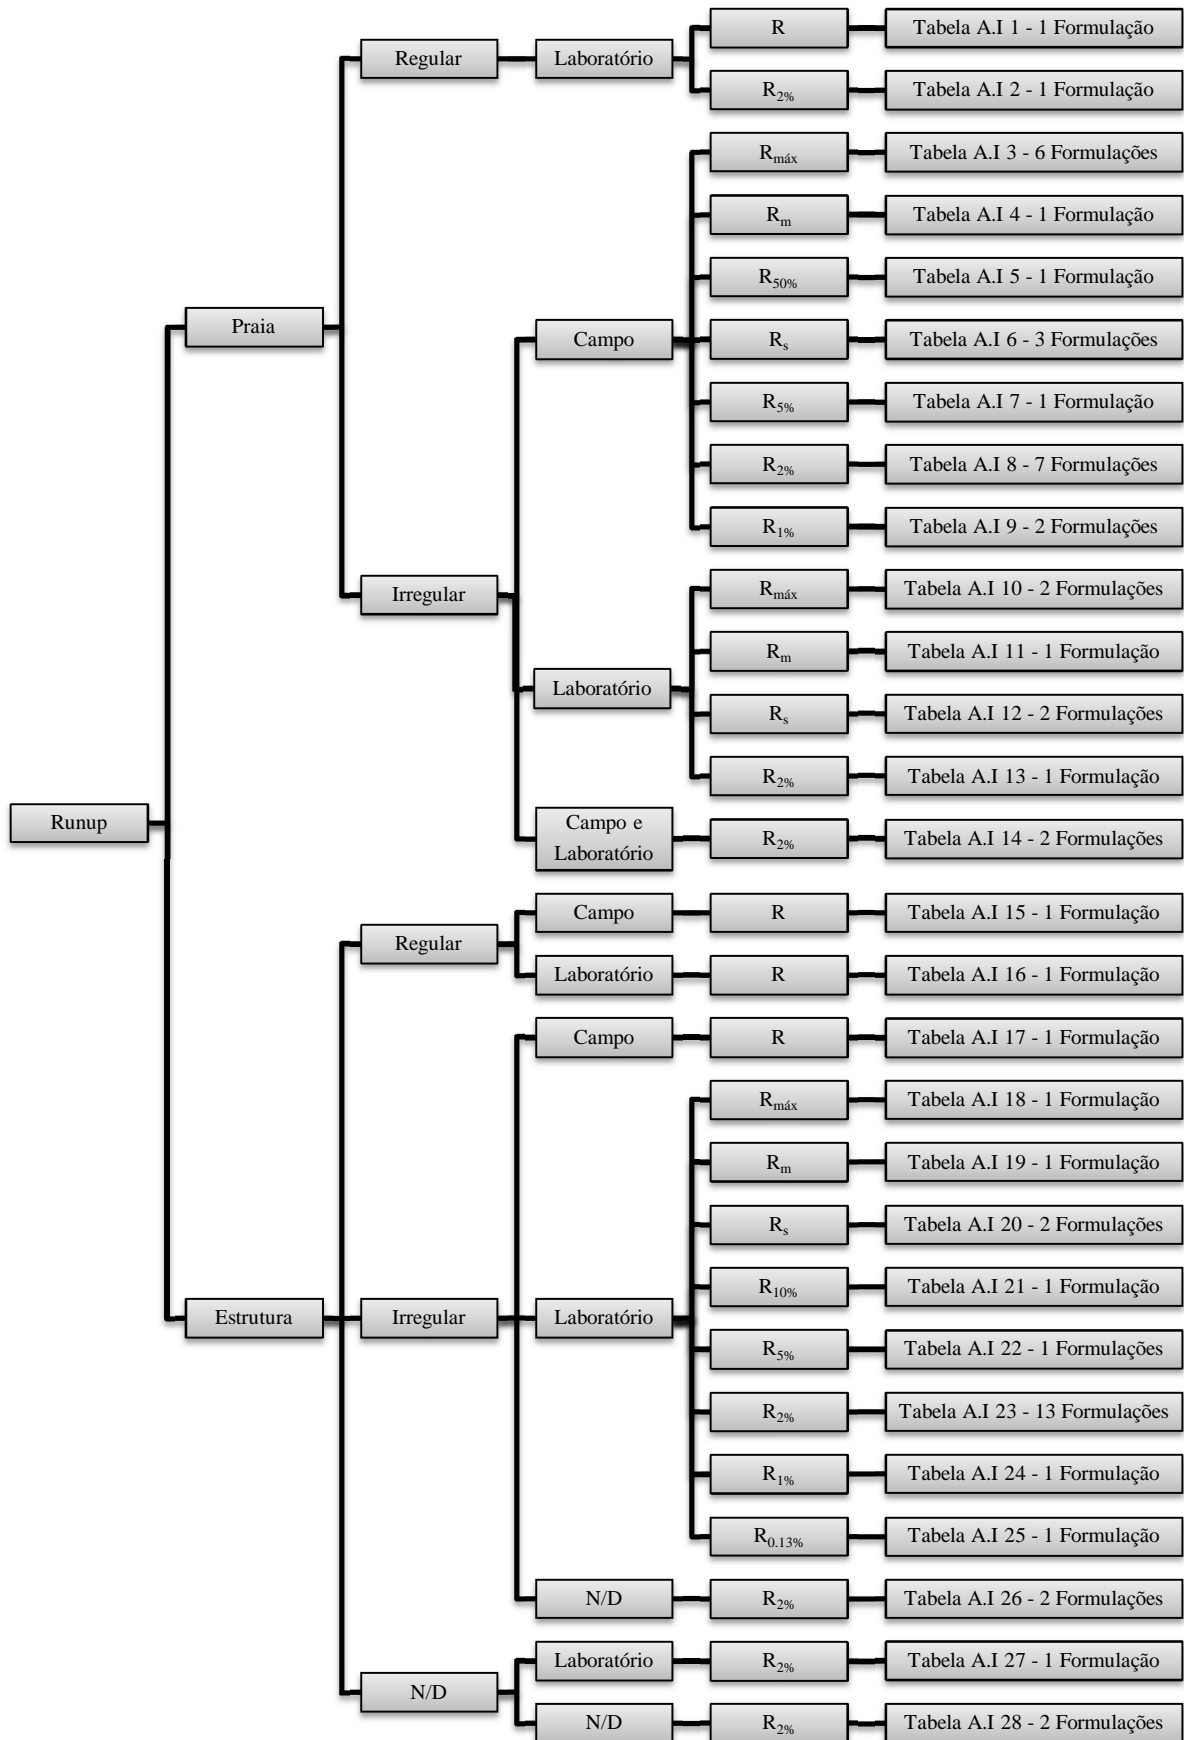 Runup
Praia
Regular
Laboratório
R
Tabela A.I 1 - 1 Formulação
R2%
Tabela A.I 2 - 1 Formulação
Irregular
Campo
Rmáx
Tabela A.I 3 - 6 Formulações
Rm
Tabela A.I 4 - 1 Formulação
R50%
Tabela A.I 5 - 1 Formulação
Rs
Tabela A.I 6 - 3 Formulações
R5%
Tabela A.I 7 - 1 Formulação
R2%
Tabela A.I 8 - 7 Formulações
R1%
Tabela A.I 9 - 2 Formulações
Laboratório
Rmáx
Tabela A.I 10 - 2 Formulações
Rm
Tabela A.I 11 - 1 Formulação
Rs
Tabela A.I 12 - 2 Formulações
R2%
Tabela A.I 13 - 1 Formulação
Campo e
Laboratório
R2%
Tabela A.I 14 - 2 Formulações
Estrutura
Regular
Campo
R
Tabela A.I 15 - 1 Formulação
Laboratório
R
Tabela A.I 16 - 1 Formulação
Irregular
Campo
R
Tabela A.I 17 - 1 Formulação
Laboratório
Rmáx
Tabela A.I 18 - 1 Formulação
Rm
Tabela A.I 19 - 1 Formulação
Rs
Tabela A.I 20 - 2 Formulações
R10%
Tabela A.I 21 - 1 Formulação
R5%
Tabela A.I 22 - 1 Formulações
R2%
Tabela A.I 23 - 13 Formulações
R1%
Tabela A.I 24 - 1 Formulação
R0.13%
Tabela A.I 25 - 1 Formulação
N/D
R2%
Tabela A.I 26 - 2 Formulações
N/D
Laboratório
R2%
Tabela A.I 27 - 1 Formulação
N/D
R2%
Tabela A.I 28 - 2 Formulações